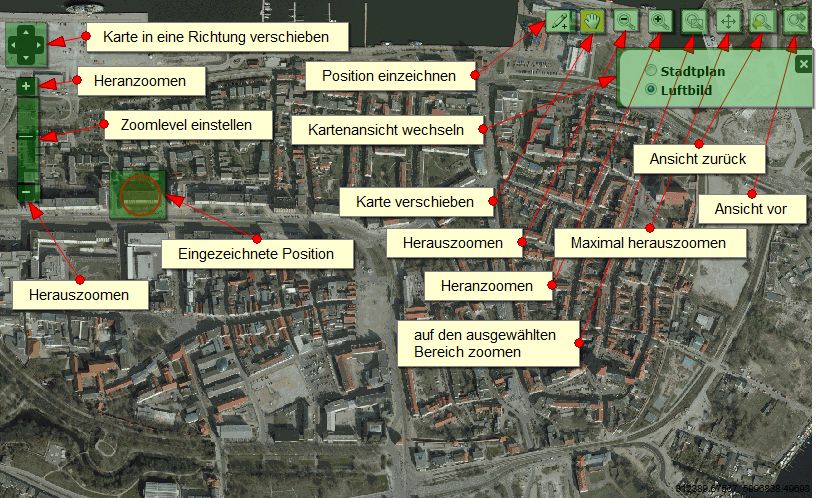 Karte in eine Richtung verschieben
Heranzoomen
Position einzeichnen
Stadtplan
Luftbild
Zoomlevel einstellen
Kartenansicht wechseln
Ansicht zurück
Karte verschieben
Ansicht vor
Eingezeichnete Position
Herauszoomen
Maximal herauszoomen
Herauszoomen
Heranzoomen
auf den ausgewählten
Bereich zoomen